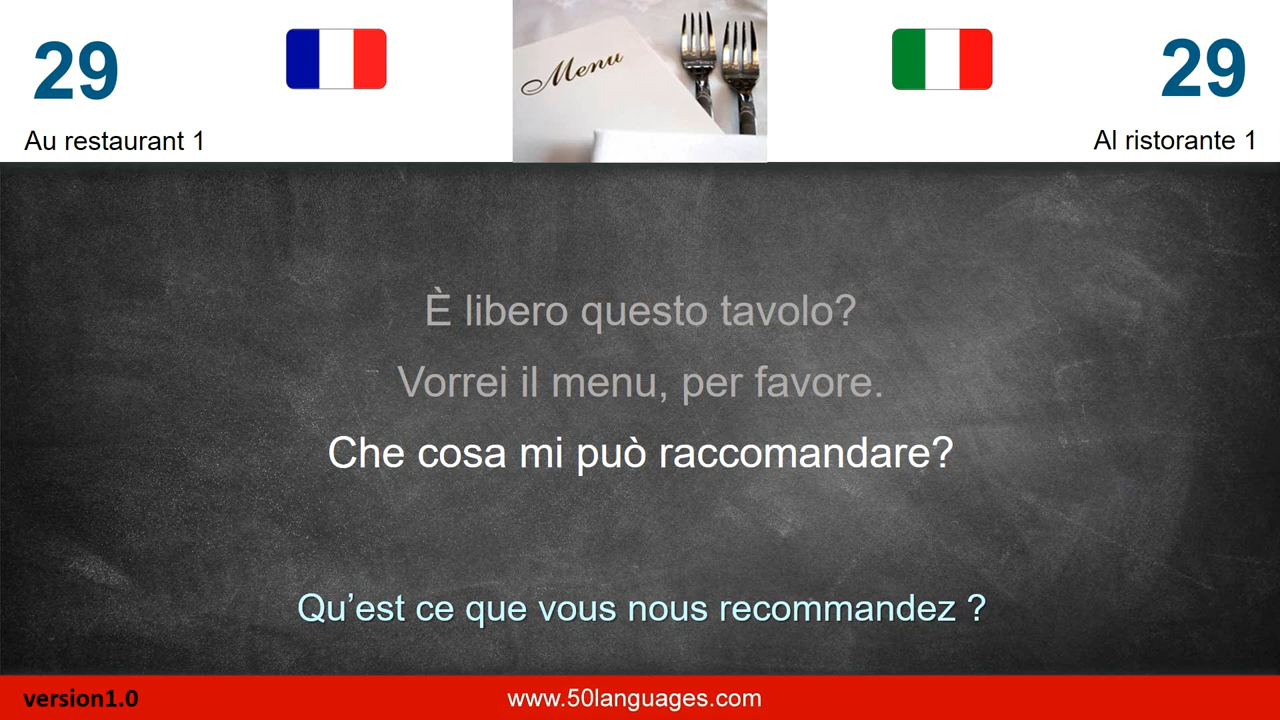 29
29
Au restaurant 1
Menu
Al ristorante 1
È libero questo tavolo?
Vorrei il menu, per favore.
Che cosa mi può raccomandare?
Qu’est ce que vous nous recommandez ?
version1.0
www.50languages.com